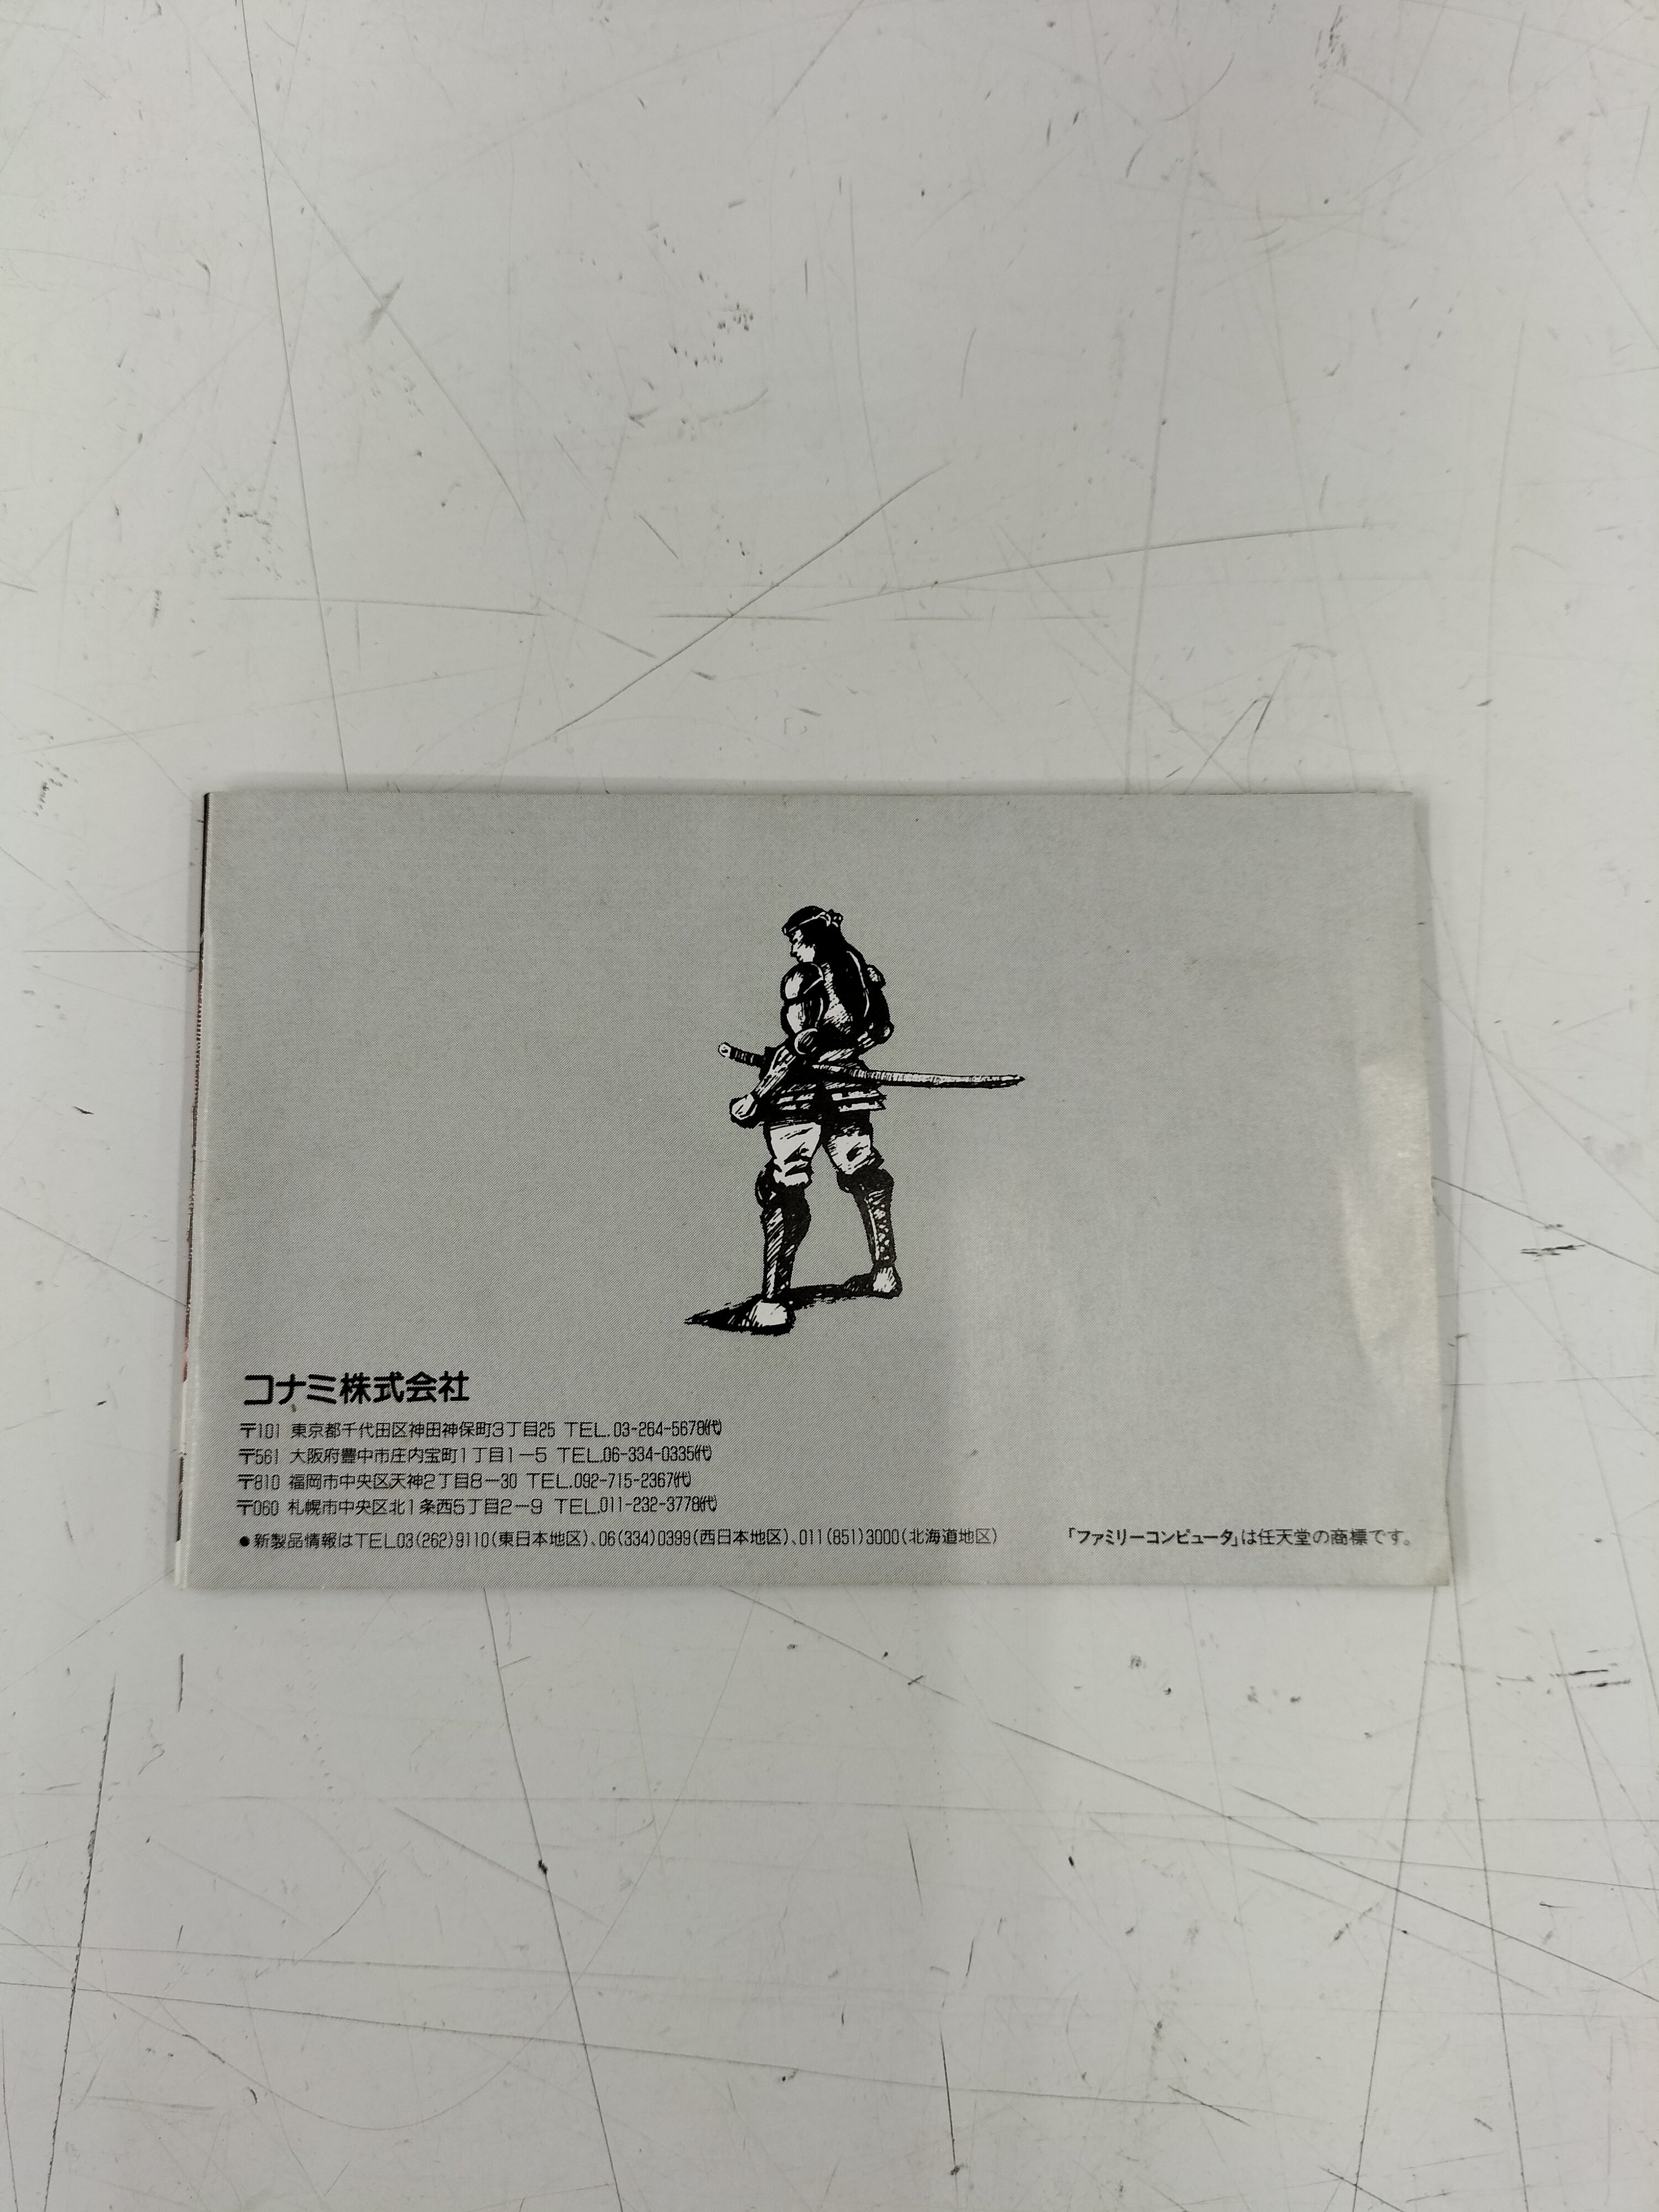 コナミ株式会社
〒101 東京都千代田区神田神保町3丁目25 TEL.03-264-5678(代)
〒561 大阪府豊中市庄内宝町1丁目1-5 TEL.06-334-0335(代)
〒810 福岡市中央区天神2丁目8-30 TEL.092-715-2367(代)
〒060 札幌市中央区北1条西5丁目2-9 TEL.011-232-3778(代)
●新製品情報はTEL03(262)9110(東日本地区)、06(334)0399(西日本地区)、011(851)3000(北海道地区)
「ファミリーコンピュータ」は任天堂の商標です。